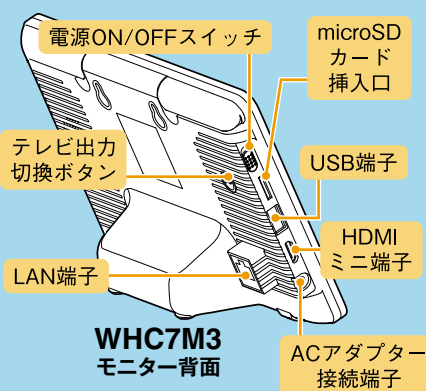 電源ON/OFFスイッチ
microSD
カード
挿入口
テレビ出力
切換ボタン
USB端子
HDMI
ミニ端子
LAN端子
WHC7M3
モニター背面
ACアダプター
接続端子